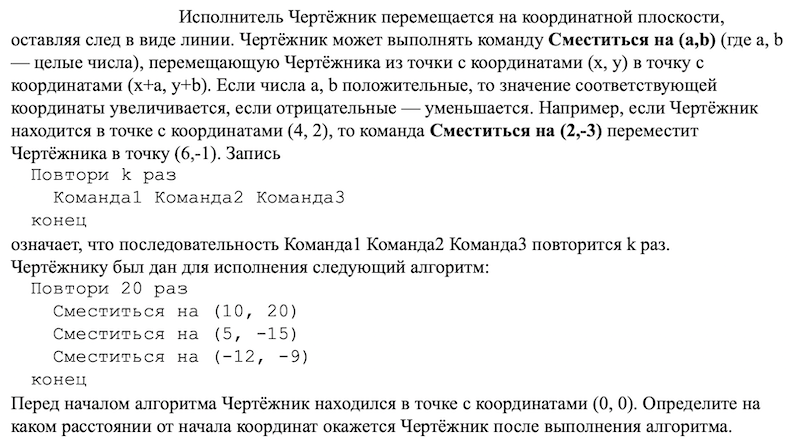 Исполнитель Чертёжник перемещается на координатной плоскости,
оставляя след в виде линии. Чертёжник может выполнять команду Сместиться на (a,b) (где a, b
— целые числа), перемещающую Чертёжника из точки с координатами (x, y) в точку с
координатами (x+a, y+b). Если числа a, b положительные, то значение соответствующей
координаты увеличивается, если отрицательные — уменьшается. Например, если Чертёжник
находится в точке с координатами (4, 2), то команда Сместиться на (2,-3) переместит
Чертёжника в точку (6,-1). Запись
Повтори k раз
Команда1 Команда2 Команда3
конец
означает, что последовательность Команда1 Команда2 Команда3 повторится k раз.
Чертёжнику был дан для исполнения следующий алгоритм:
Повтори 20 раз
Сместиться на (10, 20)
Сместиться на (5, -15)
Сместиться на (-12, -9)
конец
Перед началом алгоритма Чертёжник находился в точке с координатами (0, 0). Определите на
каком расстоянии от начала координат окажется Чертёжник после выполнения алгоритма.